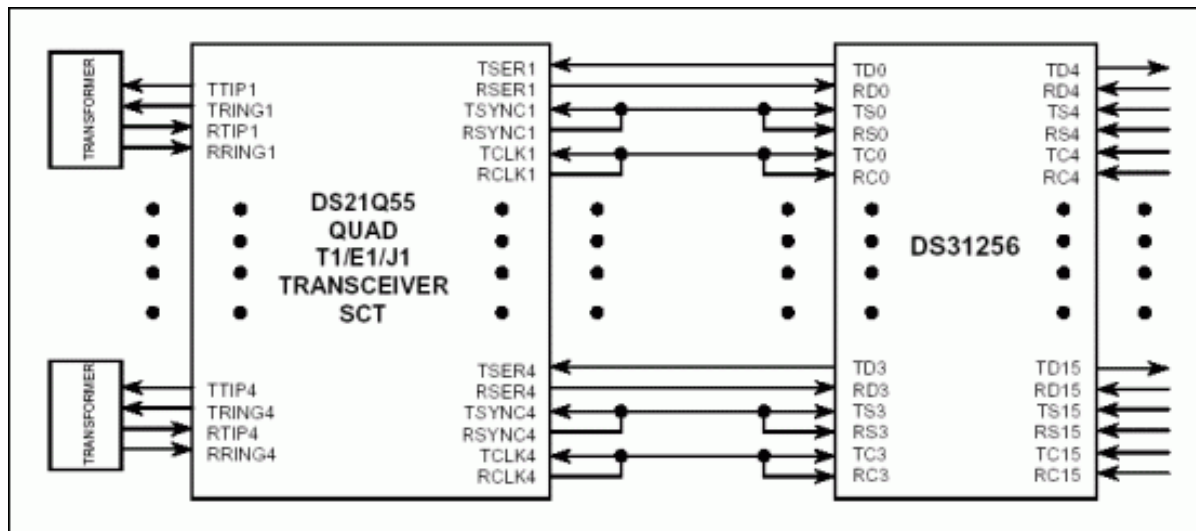 TRANSFORMER
TTIP1
TRING1
RTIP1
RRING1
TSER1
RSER1
TSYNC1
RSYNC1
TCLK1
RCLK1
DS21Q55
QUAD
T1/E1/J1
TRANSCEIVER
SCT
TRANSFORMER
TTIP4
TRING4
RTIP4
RRING4
TSER4
RSER4
TSYNC4
RSYNC4
TCLK4
RCLK4
TD0
RD0
TS0
RS0
TC0
RC0
TD4
RD4
TS4
RS4
TC4
RC4
DS31256
TD3
RD3
TS3
RS3
TC3
RC3
TD15
RD15
TS15
RS15
TC15
RC15